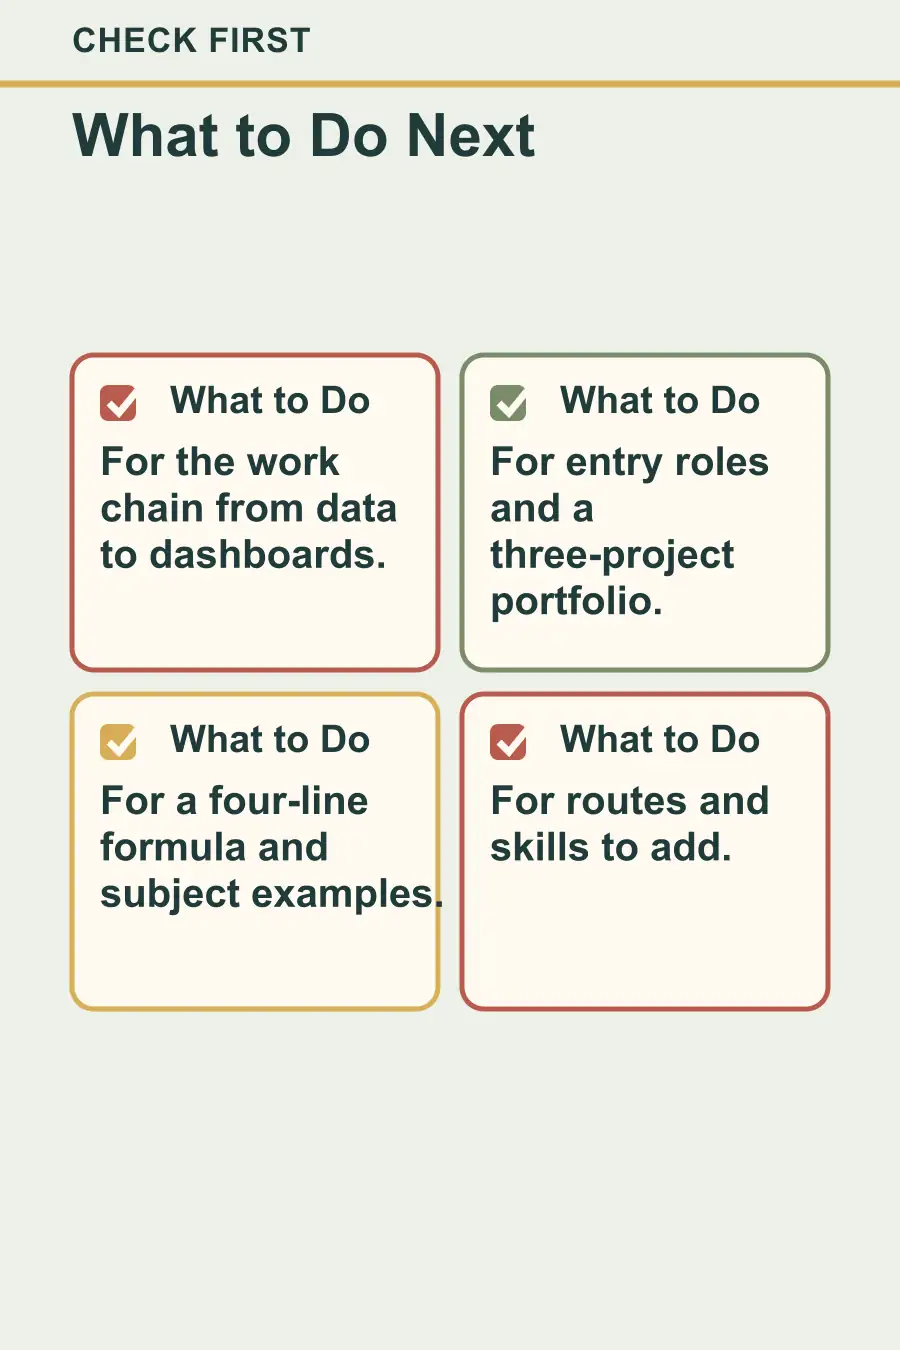 CHECK FIRST
What to Do Next
What to Do
For the work
chain from data
to dashboards.
What to Do
For entry roles
and a
three-project
portfolio.
What to Do
For a four-line
formula and
subject examples.
What to Do
For routes and
skills to add.